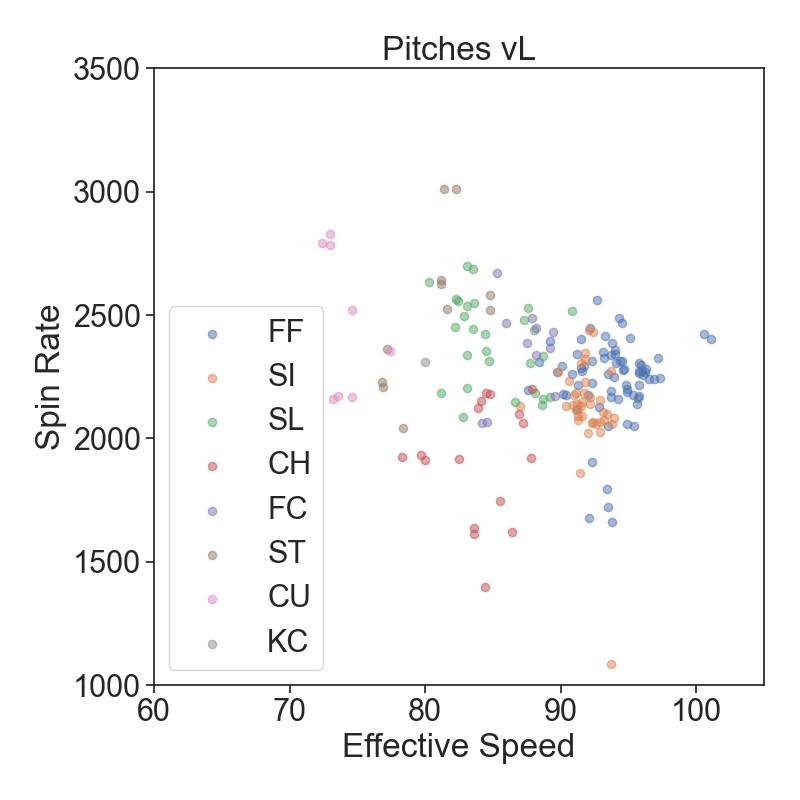 Pitches vL
3500
3000
2500
2000
1500
1000
Spin Rate
FF
SI
SL
CH
FC
ST
CU
KC
60 70 80 90 100
Effective Speed